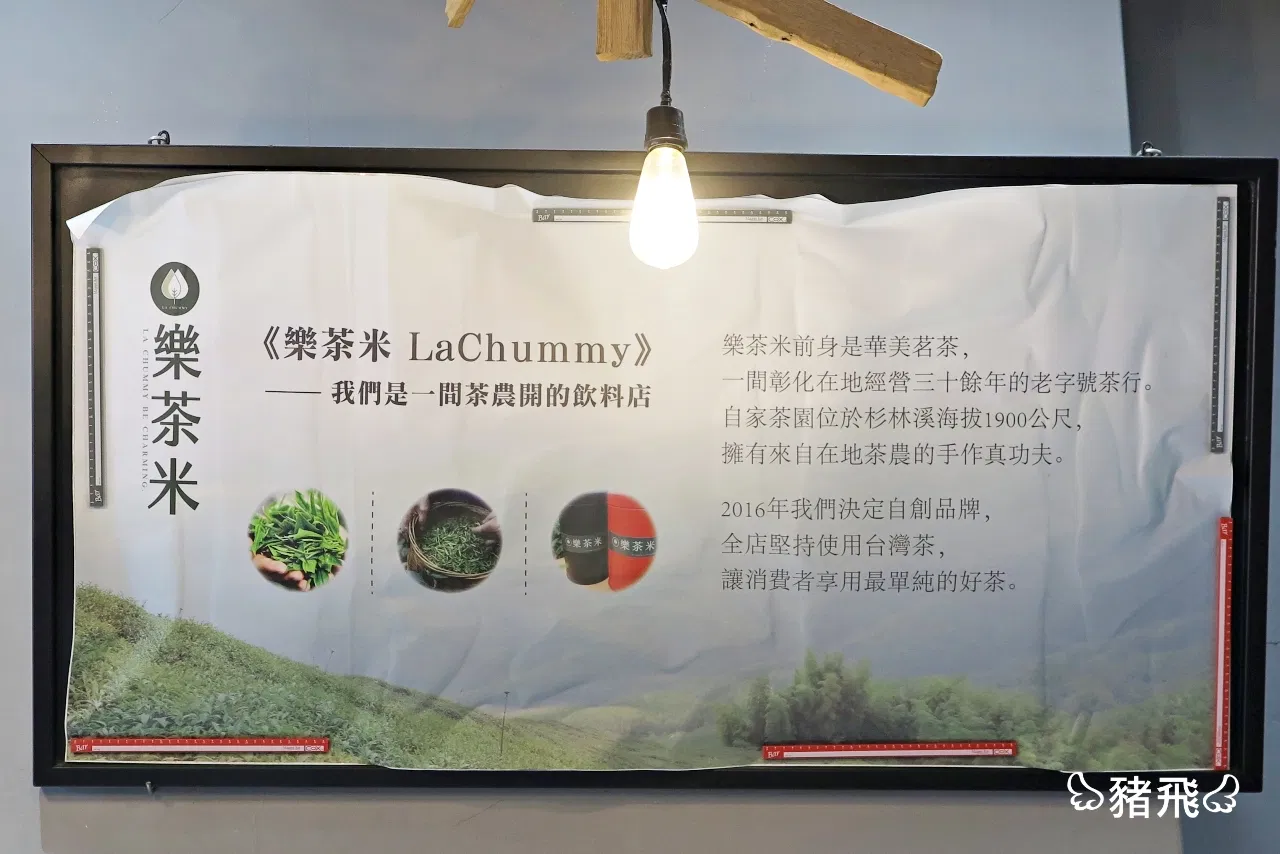 樂茶米
LA CHUMMY BE CHARMING
《樂茶米 LaChummy》
—— 我們是一間茶農開的飲料店
樂茶米
樂茶米
樂茶米前身是華美茗茶，
一間彰化在地經營三十餘年的老字號茶行。
自家茶園位於杉林溪海拔1900公尺，
擁有來自在地茶農的手作真功夫。
2016年我們決定自創品牌，
全店堅持使用台灣茶，
讓消費者享用最單純的好茶。
豬飛